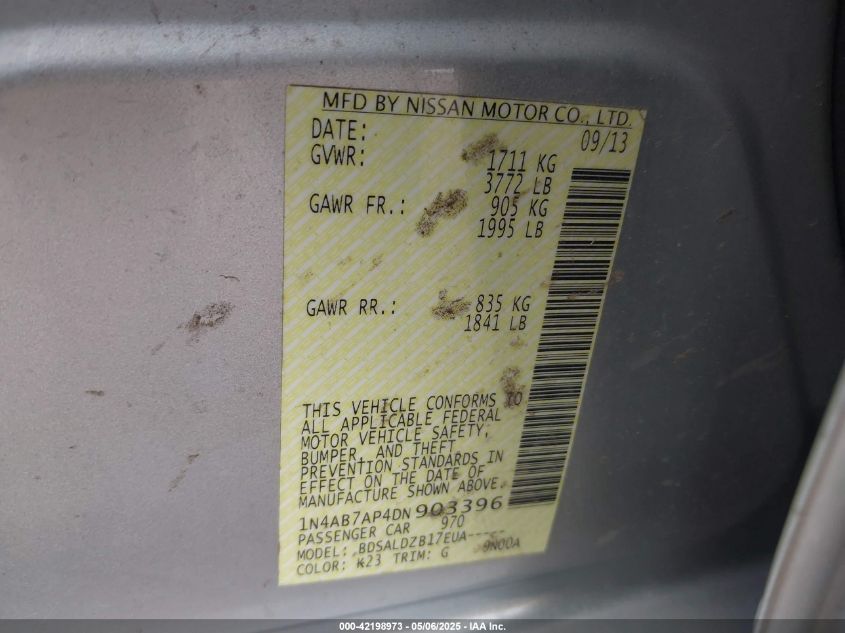 MFD BY NISSAN MOTOR CO., LTD.
DATE: 09/13
GVWR: 1711 KG
3772 LB
GAWR FR.: 905 KG
1995 LB
GAWR RR.: 835 KG
1841 LB
THIS VEHICLE CONFORMS TO
ALL APPLICABLE FEDERAL
MOTOR VEHICLE SAFETY,
BUMPER, AND THEFT
PREVENTION STANDARDS IN
EFFECT ON THE DATE OF
MANUFACTURE SHOWN ABOVE.
1N4AB7AP4DN903396
PASSENGER CAR 970
MODEL: BDSALDZB17EUA-----
COLOR: K23 TRIM: G 9N00A
000-42198973 — 05/06/2025 — IAA Inc.